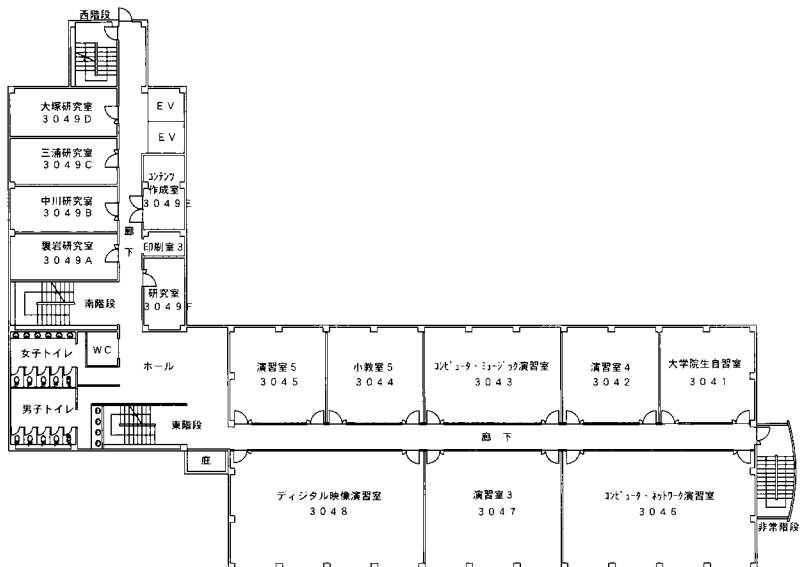 西階段
大塚研究室
3049D
EV
EV
三浦研究室
3049C
コンテンツ
作成室
3049E
中川研究室
3049B
廊下
印刷室3
襲岩研究室
3049A
研究室
3049F
南階段
女子トイレ
WC
ホール
演習室5
3045
小教室5
3044
コンピュータ・ミュージック演習室
3043
演習室4
3042
大学院生自習室
3041
男子トイレ
東階段
廊下
庇
ディジタル映像演習室
3048
演習室3
3047
コンピュータ・ネットワーク演習室
3046
非常階段